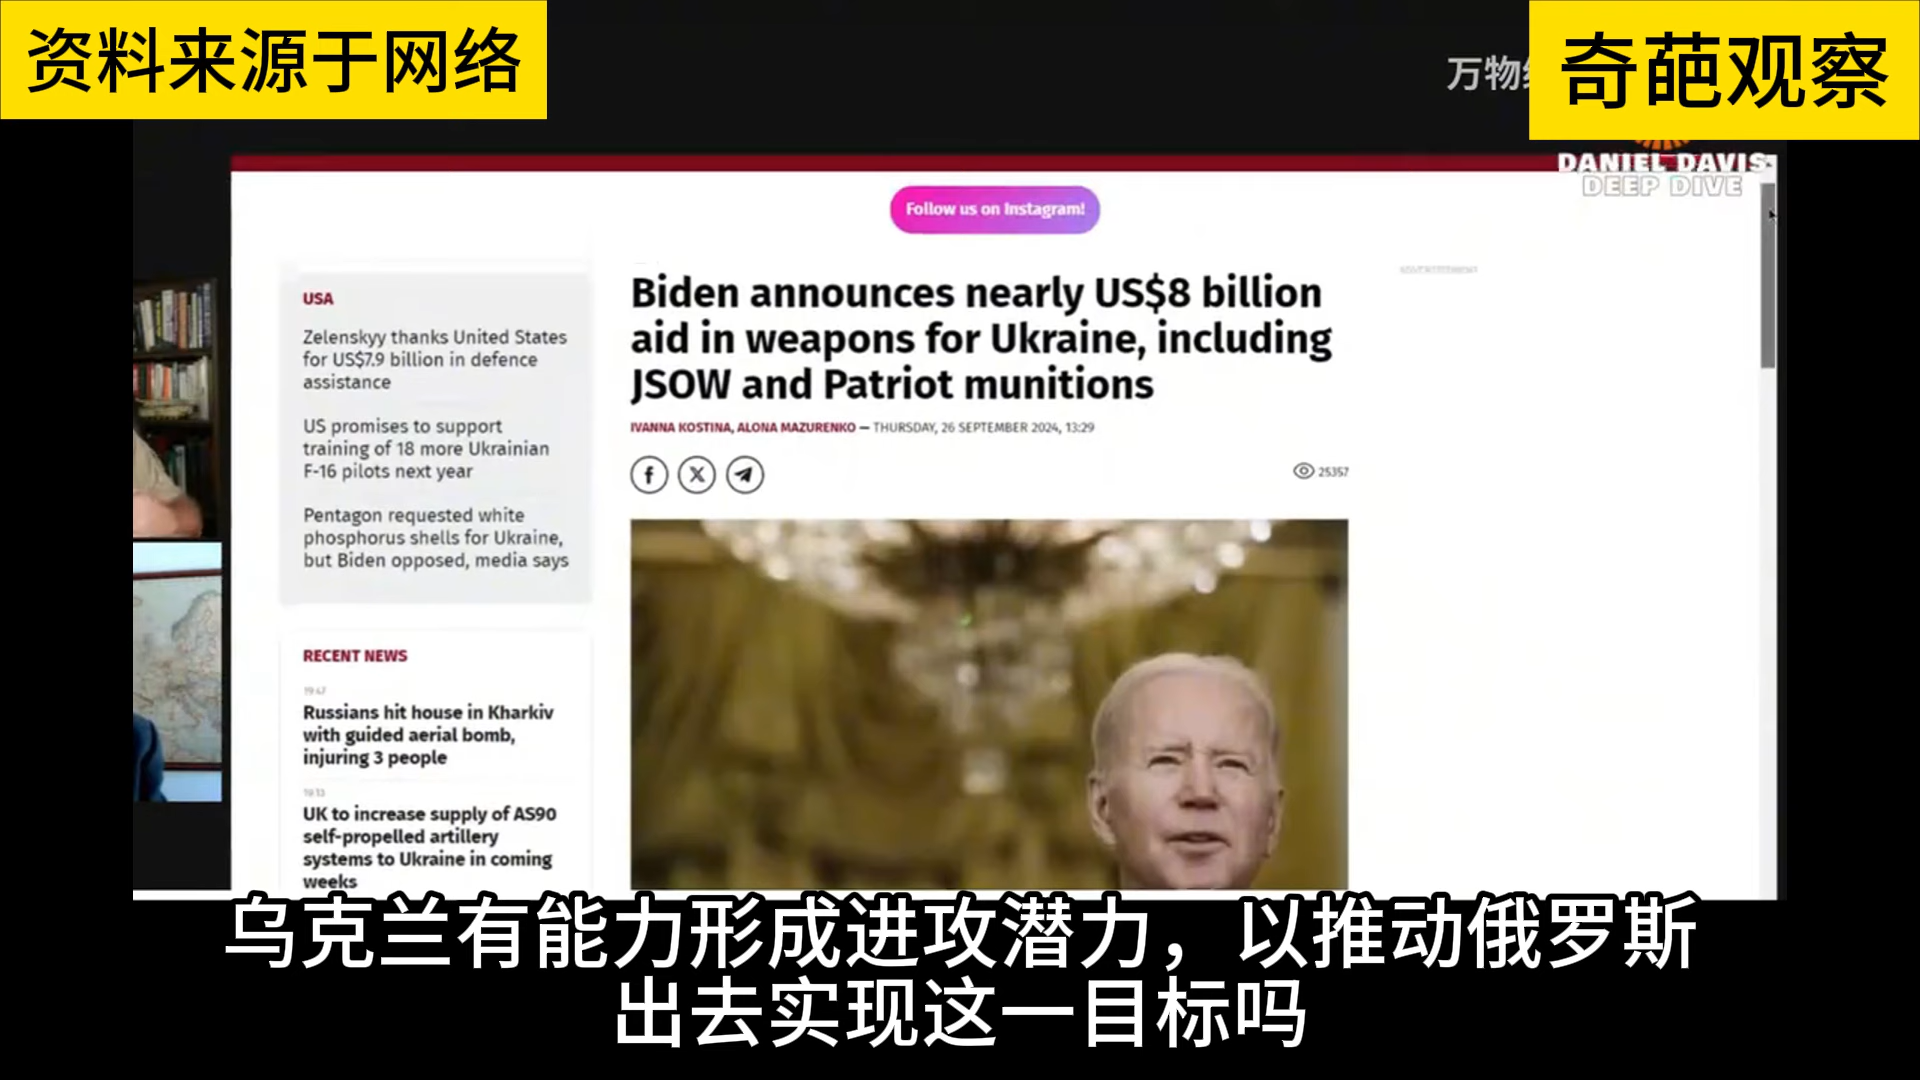 资料来源于网络
万物
奇葩观察
DANIEL DAVIS
DEEP DIVE
Follow us on Instagram!
ADVERTISEMENT
USA
Zelenskyy thanks United States
for US$7.9 billion in defence
assistance
US promises to support
training of 18 more Ukrainian
F-16 pilots next year
Pentagon requested white
phosphorus shells for Ukraine,
but Biden opposed, media says
RECENT NEWS
19:47
Russians hit house in Kharkiv
with guided aerial bomb,
injuring 3 people
19:33
UK to increase supply of AS90
self-propelled artillery
systems to Ukraine in coming
weeks
Biden announces nearly US$8 billion
aid in weapons for Ukraine, including
JSOW and Patriot munitions
IVANNA KOSTINA, ALONA MAZURENKO — THURSDAY, 26 SEPTEMBER 2024, 13:29
25357
乌克兰有能力形成进攻潜力，以推动俄罗斯
出去实现这一目标吗